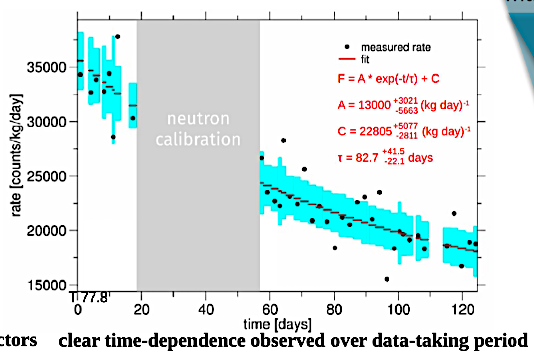 measured rate
fit
F = A * exp(-t/τ) + C
A = 13000 +3021 -5663 (kg day)-1
C = 22805 +5077 -2811 (kg day)-1
τ = 82.7 +41.5 -22.1 days
neutron
calibration
rate [counts/kg/day]
35000
30000
25000
20000
15000
T 77.8
0 20 40 60 80 100 120
time [days]
ctors clear time-dependence observed over data-taking period